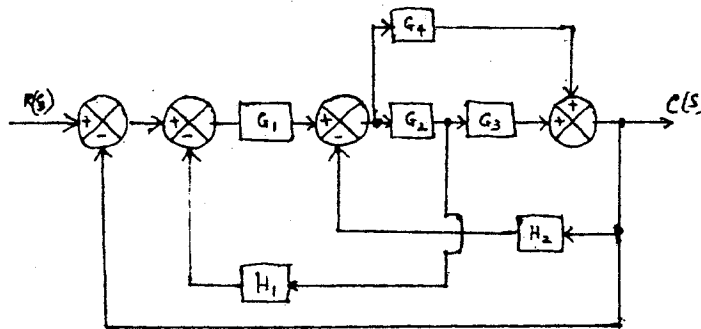 G4
R(S)
C(S
+
-
+
-
G1
+
-
G2
G3
+
+
H2
H1